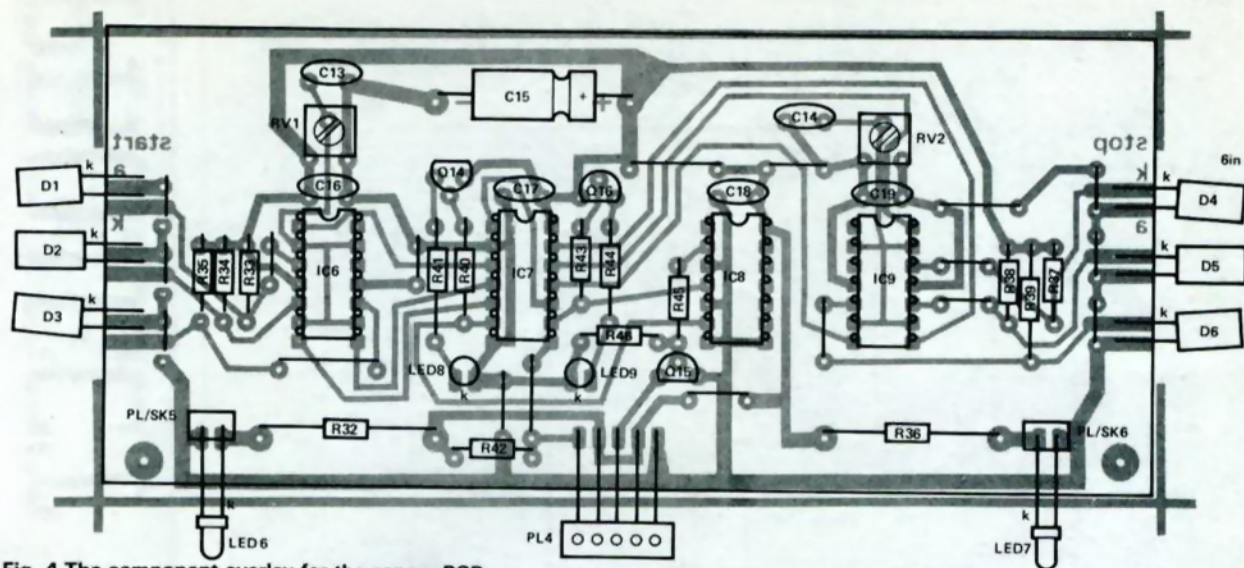 C13
C15
- +
RV1
C14
RV2
start
stop
a
k
k
a
6in
k
D1
k
D2
k
D3
Q14
C16
C17
Q16
C18
C19
k
D4
k
D5
k
D6
R35
R34
R33
IC6
R41
R40
IC7
R43
R44
R45
IC8
IC9
R38
R39
R37
R46
LED8
k
LED9
k
Q15
PL/SK5
R32
R42
R36
PL/SK6
k
LED6
PL4
k
LED7
Fig. 4 The component overlay for the sensor PCB